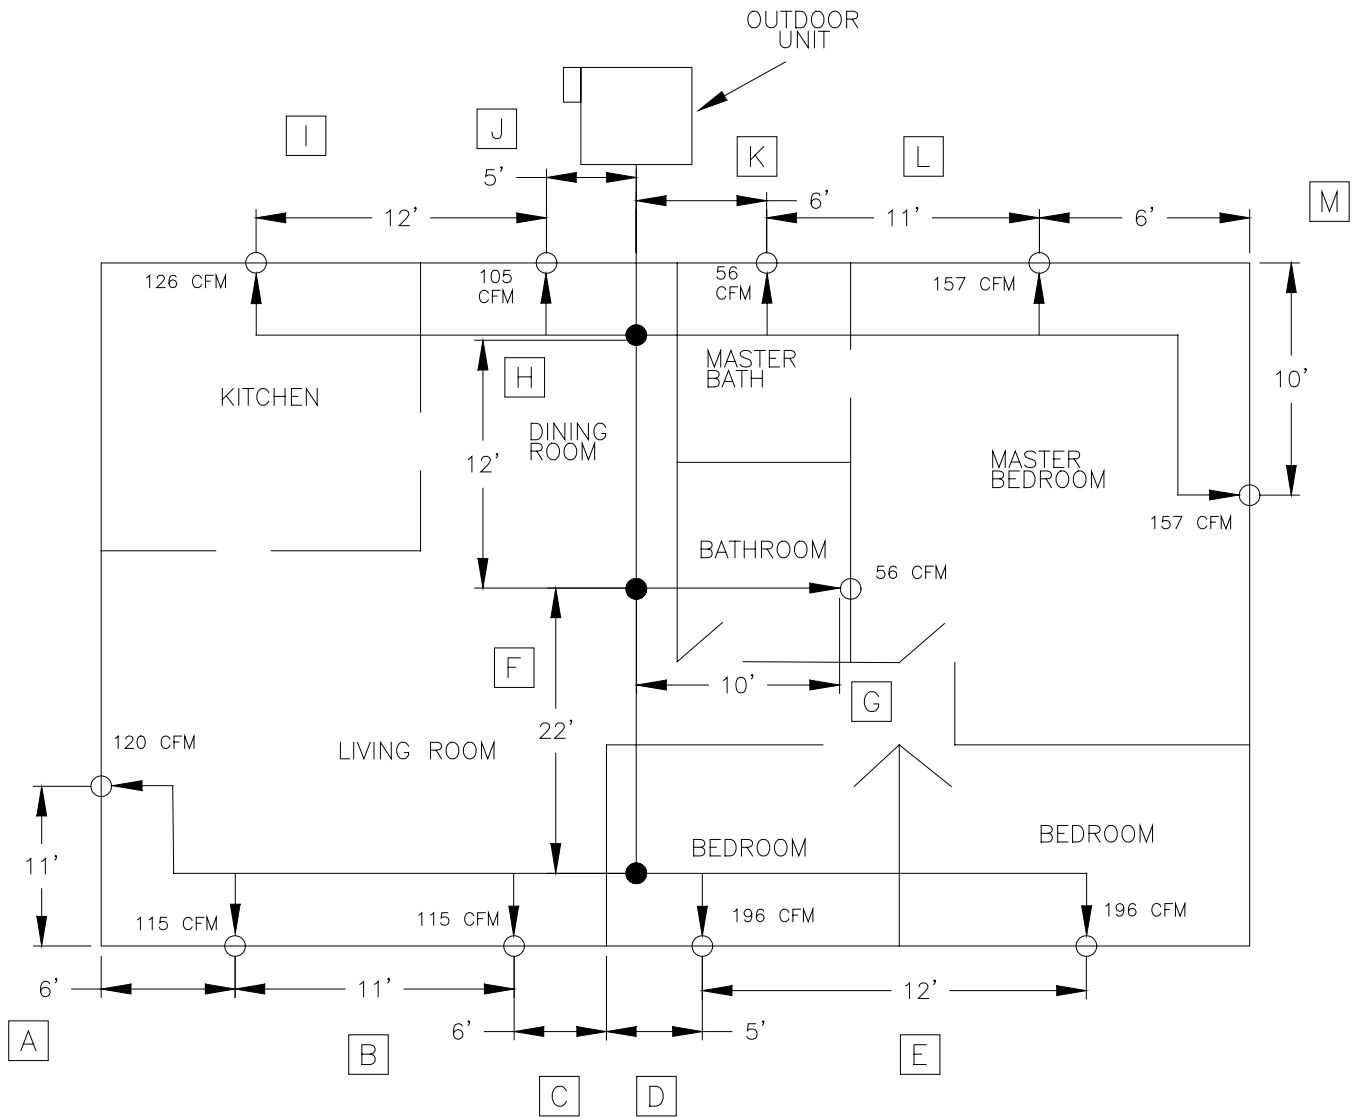 OUTDOOR
UNIT
I
J
K
L
M
5'
6'
12'
11'
6'
126 CFM
105
CFM
56
CFM
157 CFM
H
MASTER
BATH
10'
KITCHEN
DINING
ROOM
12'
MASTER
BEDROOM
157 CFM
BATHROOM
56 CFM
F
10'
G
22'
120 CFM
LIVING ROOM
BEDROOM
BEDROOM
11'
115 CFM
115 CFM
196 CFM
196 CFM
6'
11'
12'
6'
5'
A
B
E
C
D